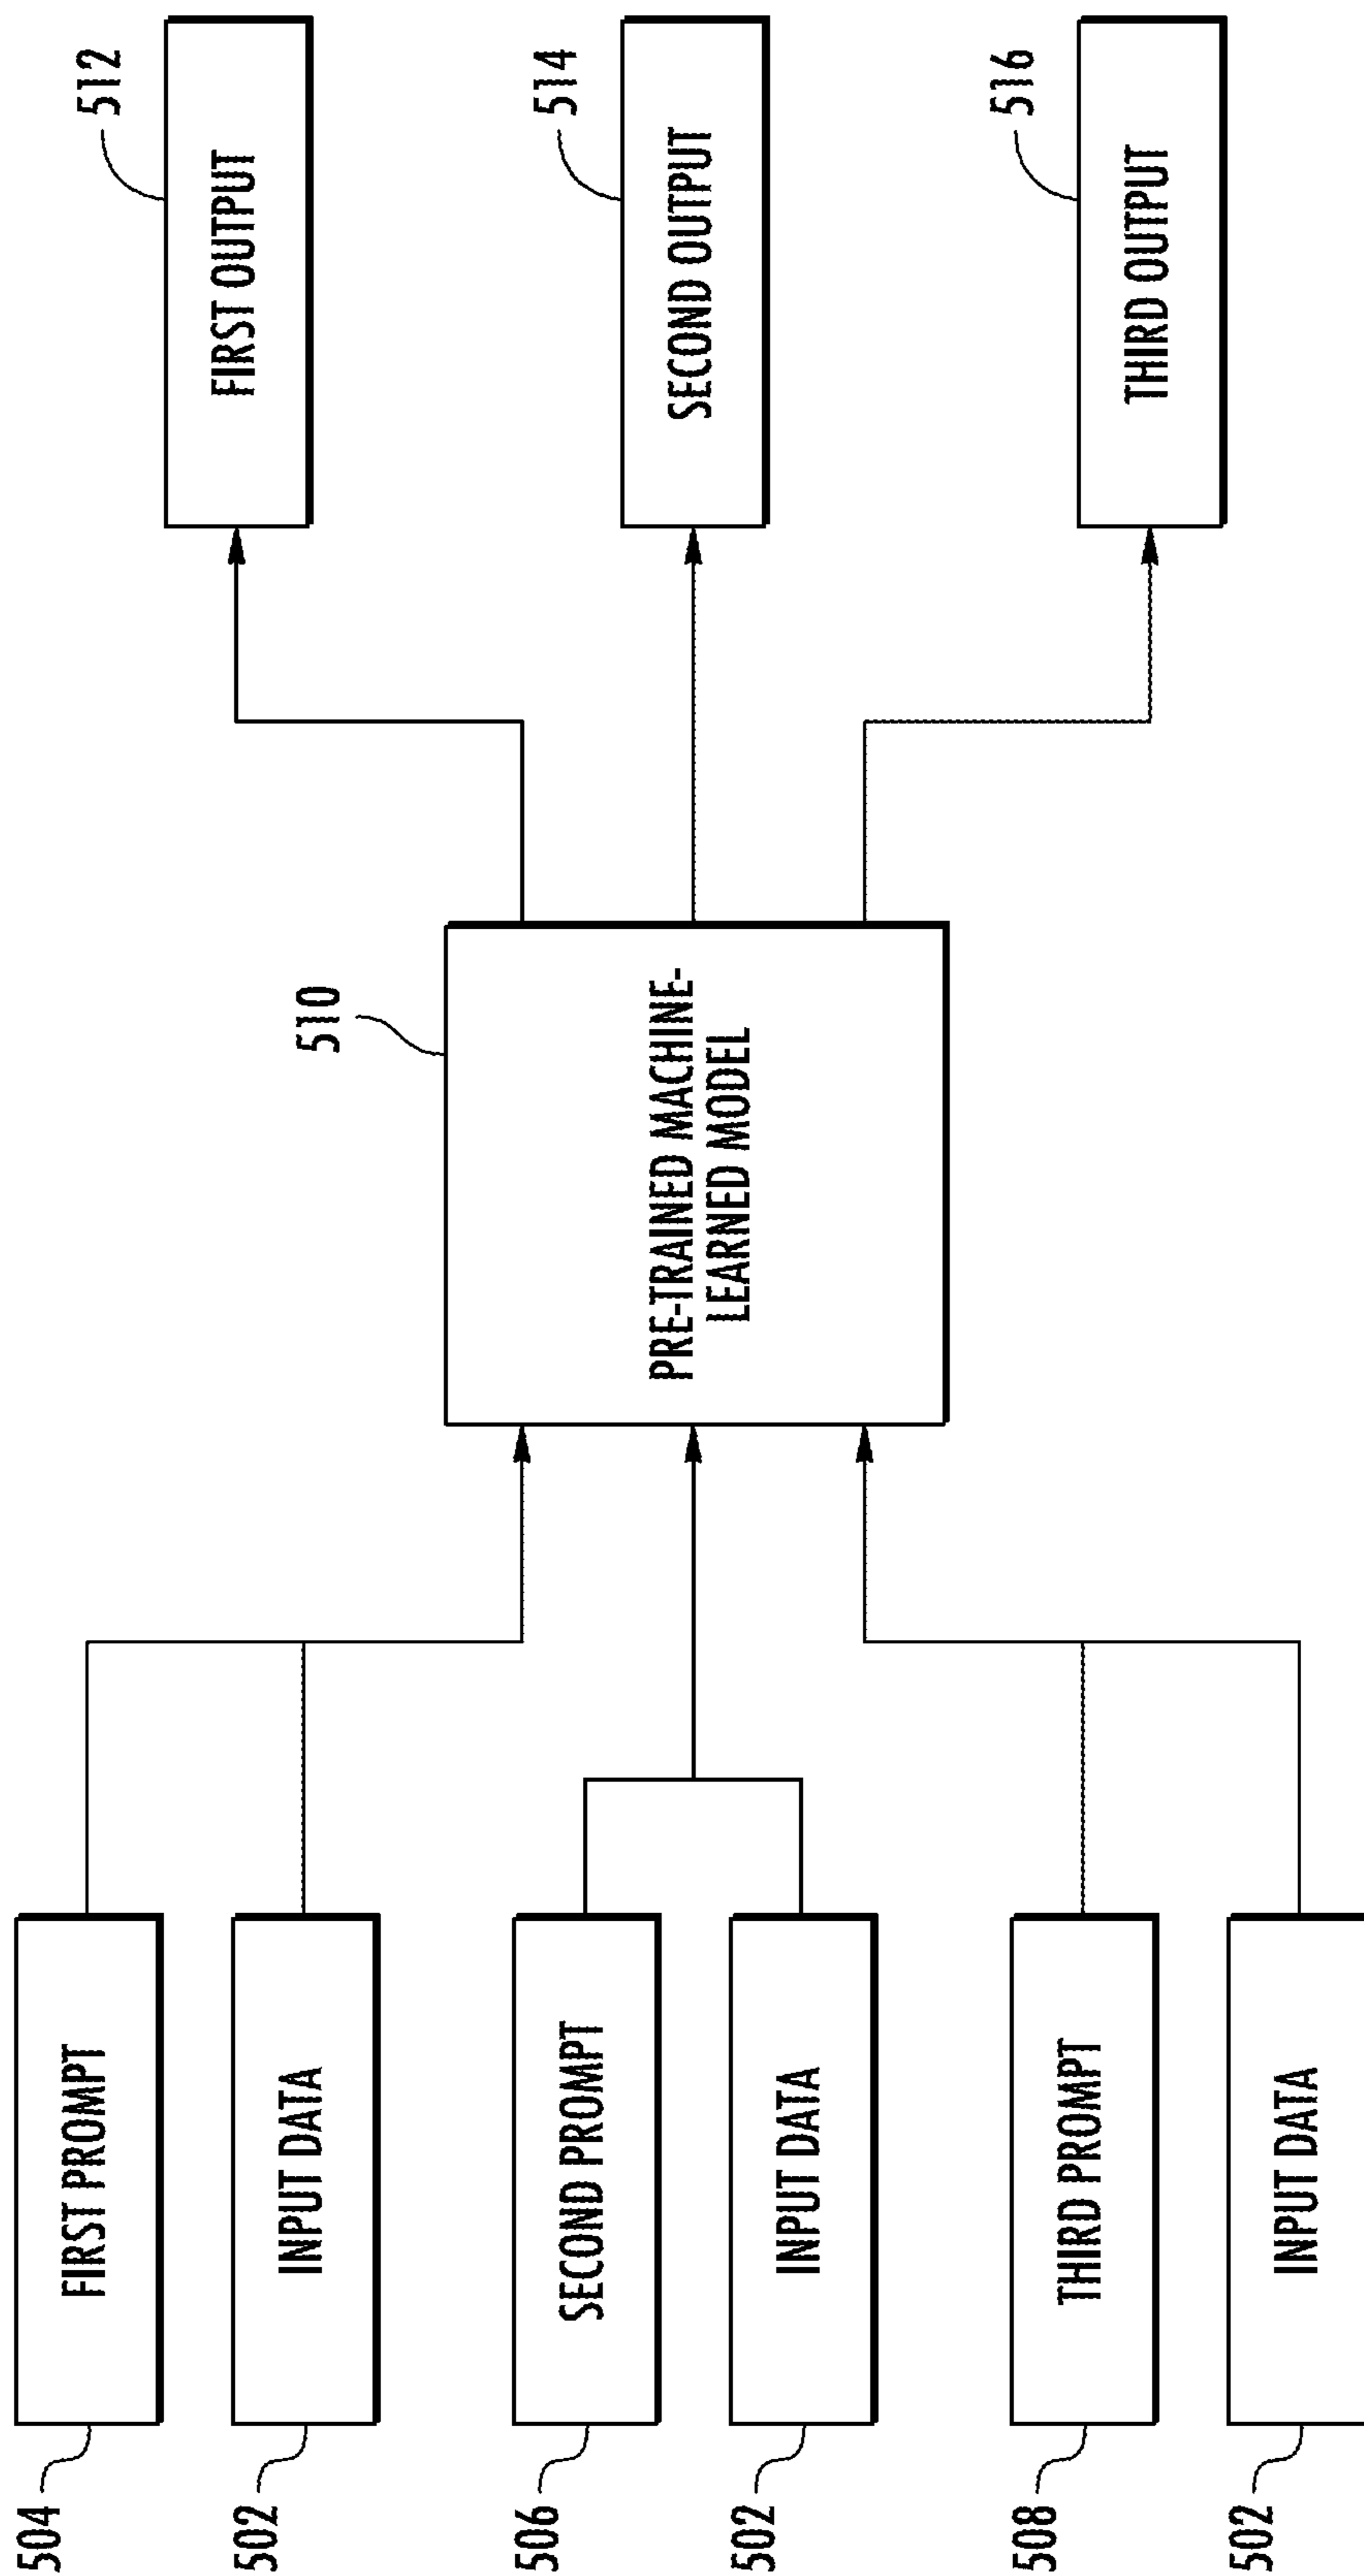 504
FIRST PROMPT
502
INPUT DATA
506
SECOND PROMPT
502
INPUT DATA
508
THIRD PROMPT
502
INPUT DATA
510
PRE-TRAINED MACHINE-
LEARNED MODEL
512
FIRST OUTPUT
514
SECOND OUTPUT
516
THIRD OUTPUT